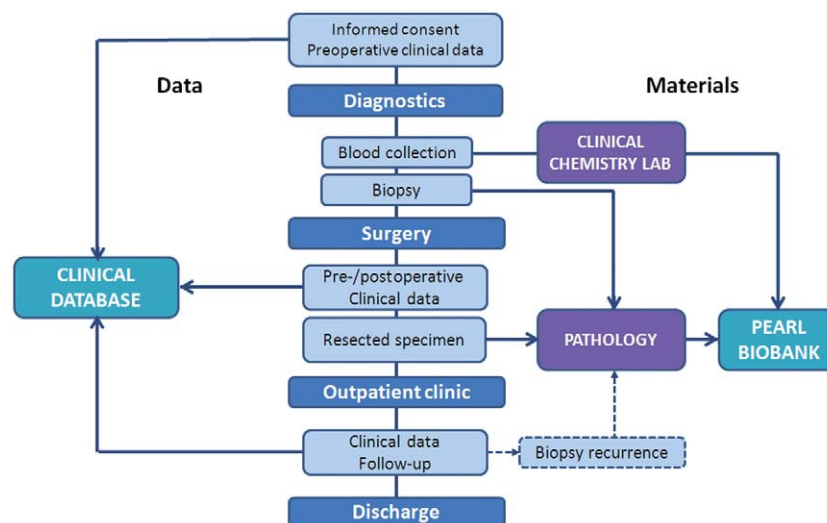 Informed consent
Preoperative clinical data
Data
Materials
Diagnostics
Blood collection
CLINICAL
CHEMISTRY LAB
Biopsy
Surgery
CLINICAL
DATABASE
Pre-/postoperative
Clinical data
Resected specimen
PATHOLOGY
PEARL
BIOBANK
Outpatient clinic
Clinical data
Follow-up
Biopsy recurrence
Discharge